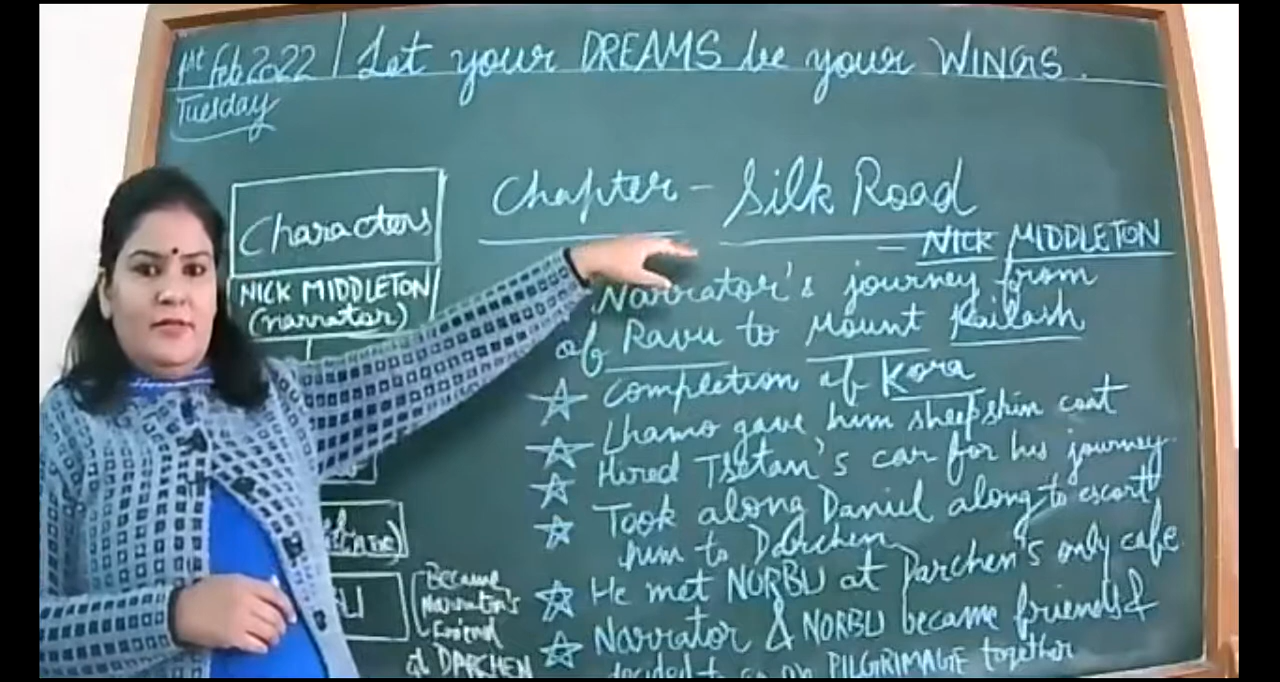 1st Feb 2022 | Let your DREAMS be your WINGS.
Tuesday
Characters
NICK MIDDLETON
(narrator)
Became
Narrator's
Friend
at DARCHEN
Chapter - Silk Road
- NICK MIDDLETON
Narrator's journey from
of Ravu to Mount Kailash
completion of Kora
Lhamo gave him sheepskin coat
Hired Tsetan's car for his journey
Took along Daniel along to escort
him to Darchen
He met NORBU at Darchen's only cafe
Narrator & NORBU became friends &
decided to go on PILGRIMAGE together